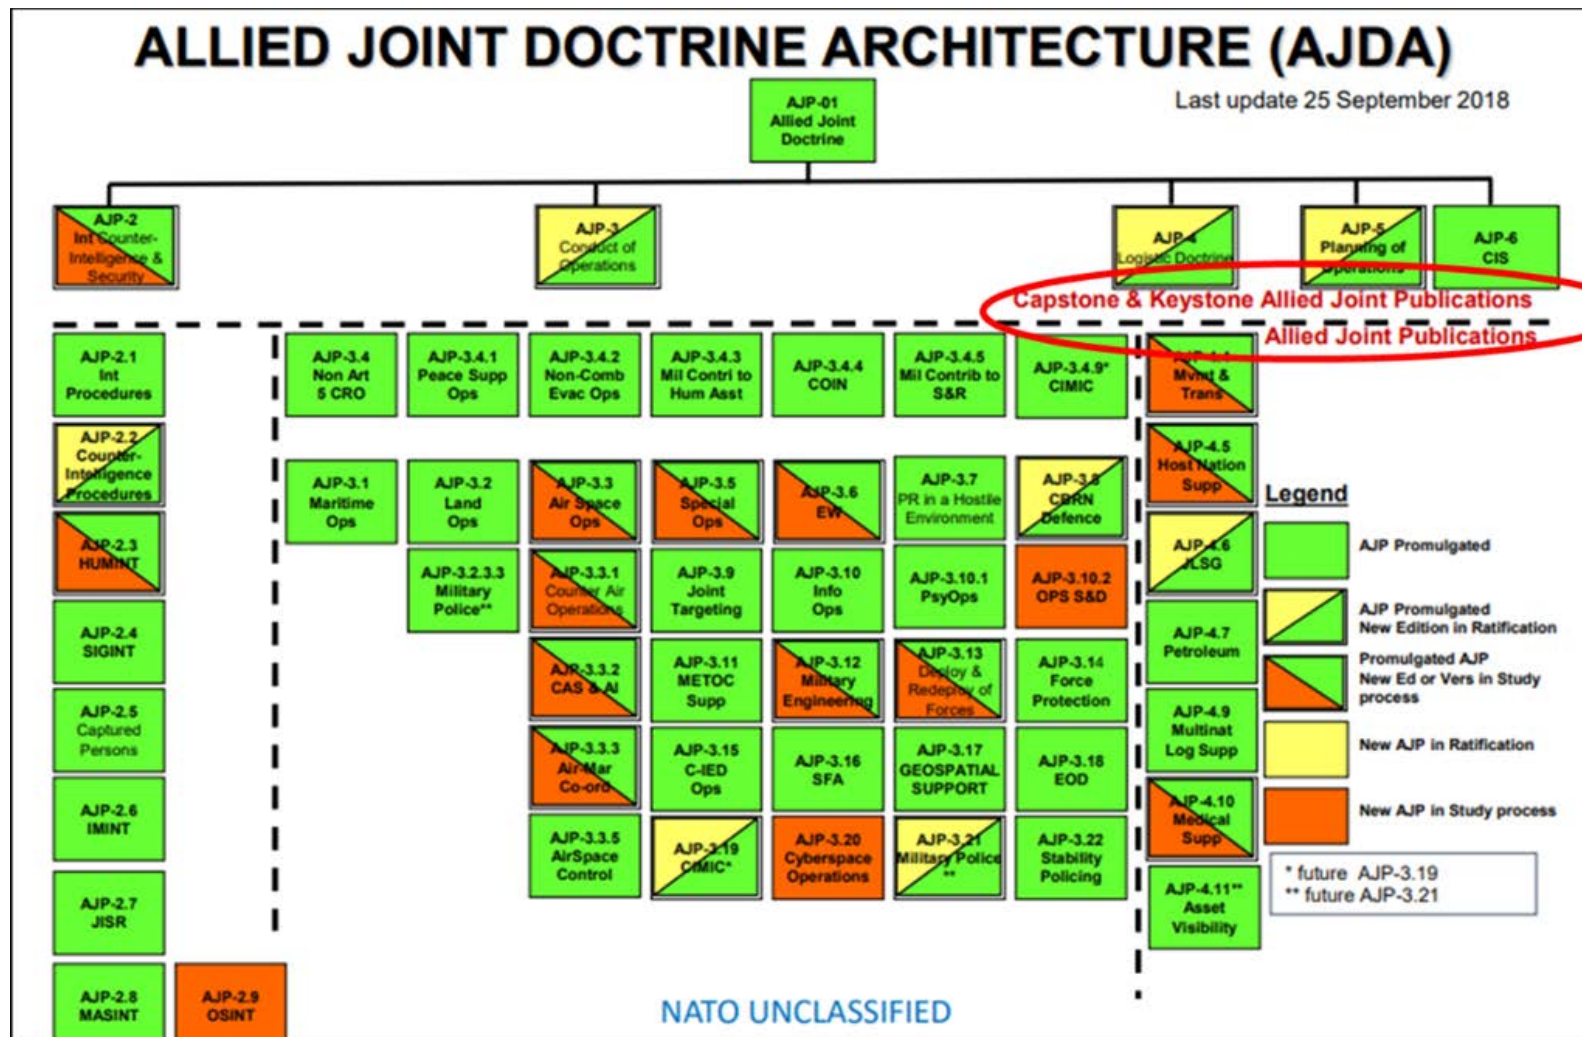 ALLIED JOINT DOCTRINE ARCHITECTURE (AJDA)
Last update 25 September 2018
AJP-01
Allied Joint
Doctrine
AJP-2
Int Counter-
Intelligence &
Security
AJP-3
Conduct of
Operations
AJP-4
Logistic Doctrine
AJP-5
Planning of
Operations
AJP-6
CIS
Capstone & Keystone Allied Joint Publications
Allied Joint Publications
AJP-2.1
Int
Procedures
AJP-2.2
Counter-
Intelligence
Procedures
AJP-2.3
HUMINT
AJP-2.4
SIGINT
AJP-2.5
Captured
Persons
AJP-2.6
IMINT
AJP-2.7
JISR
AJP-2.8
MASINT
AJP-2.9
OSINT
AJP-3.4
Non Art
5 CRO
AJP-3.4.1
Peace Supp
Ops
AJP-3.4.2
Non-Comb
Evac Ops
AJP-3.4.3
Mil Contri to
Hum Asst
AJP-3.4.4
COIN
AJP-3.4.5
Mil Contrib to
S&R
AJP-3.4.9*
CIMIC
AJP-3.1
Maritime
Ops
AJP-3.2
Land
Ops
AJP-3.3
Air Space
Ops
AJP-3.5
Special
Ops
AJP-3.6
EW
AJP-3.7
PR in a Hostile
Environment
AJP-3.8
CBRN
Defence
AJP-3.2.3.3
Military
Police**
AJP-3.3.1
Counter Air
Operations
AJP-3.9
Joint
Targeting
AJP-3.10
Info
Ops
AJP-3.10.1
PsyOps
AJP-3.10.2
OPS S&D
AJP-3.3.2
CAS & AI
AJP-3.11
METOC
Supp
AJP-3.12
Military
Engineering
AJP-3.13
Deploy &
Redeploy of
Forces
AJP-3.14
Force
Protection
AJP-3.3.3
Air-Mar
Co-ord
AJP-3.15
C-IED
Ops
AJP-3.16
SFA
AJP-3.17
GEOSPATIAL
SUPPORT
AJP-3.18
EOD
AJP-3.3.5
AirSpace
Control
AJP-3.19
CIMIC*
AJP-3.20
Cyberspace
Operations
AJP-3.21
Military Police
**
AJP-3.22
Stability
Policing
AJP-4.4
Mvmt &
Trans
AJP-4.5
Host Nation
Supp
AJP-4.6
JLSG
AJP-4.7
Petroleum
AJP-4.9
Multinat
Log Supp
AJP-4.10
Medical
Supp
AJP-4.11**
Asset
Visibility
Legend
AJP Promulgated
AJP Promulgated
New Edition in Ratification
Promulgated AJP
New Ed or Vers in Study
process
New AJP in Ratification
New AJP in Study process
* future AJP-3.19
** future AJP-3.21
NATO UNCLASSIFIED